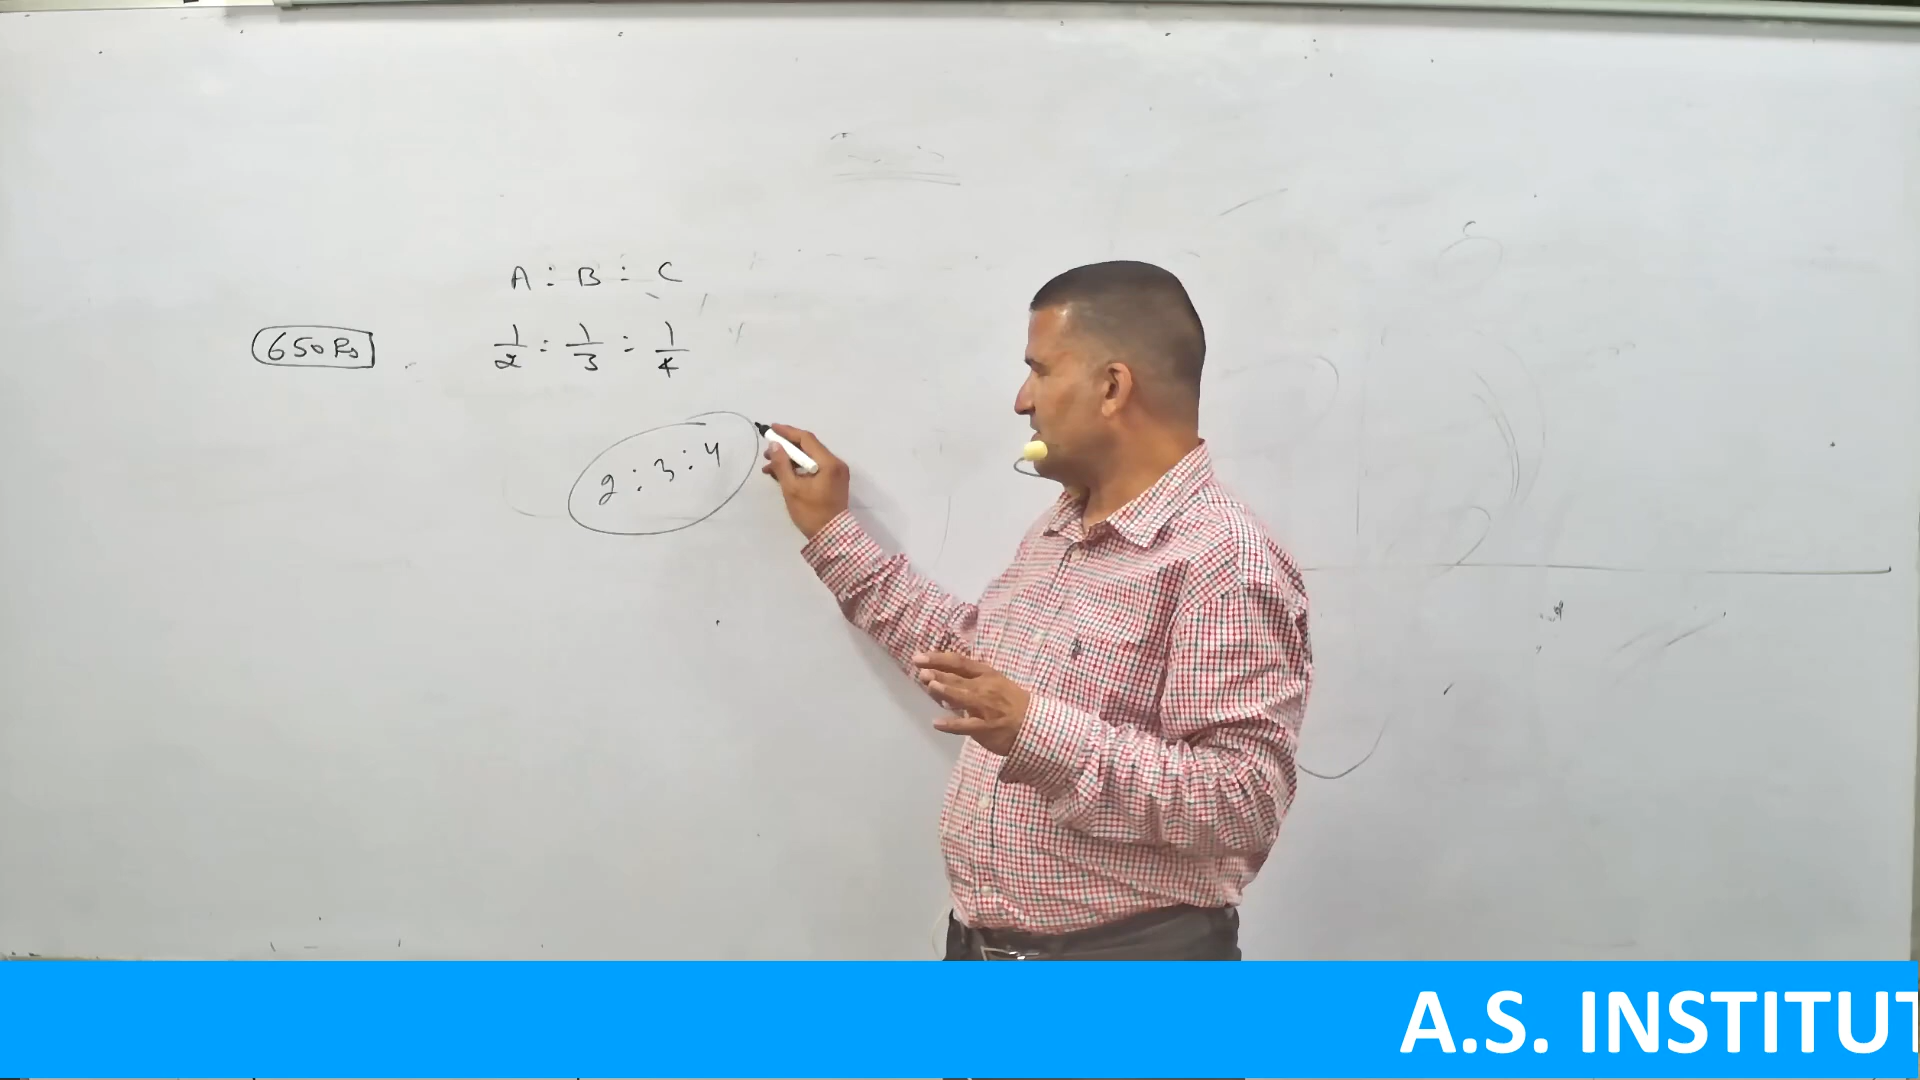 A : B : C
650 Rs 1/2 : 1/3 : 1/4
2 : 3 : 4
A.S. INSTITUT